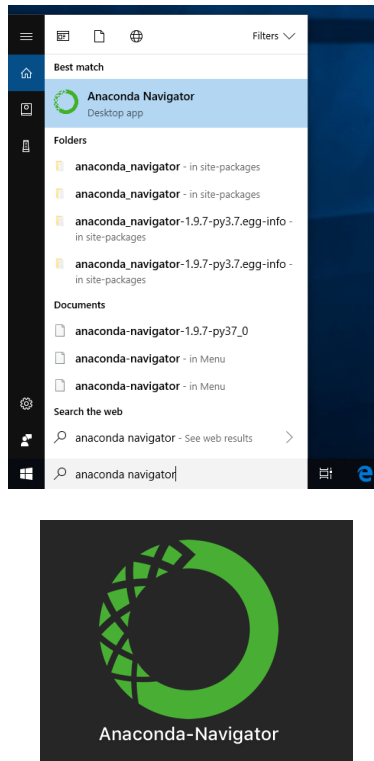 Filters
Best match
Anaconda Navigator
Desktop app
Folders
anaconda_navigator - in site-packages
anaconda_navigator - in site-packages
anaconda_navigator-1.9.7-py3.7.egg-info -
in site-packages
anaconda_navigator-1.9.7-py3.7.egg-info -
in site-packages
Documents
anaconda-navigator-1.9.7-py37_0
anaconda-navigator - in Menu
anaconda-navigator - in Menu
Search the web
anaconda navigator - See web results
anaconda navigator
Anaconda-Navigator